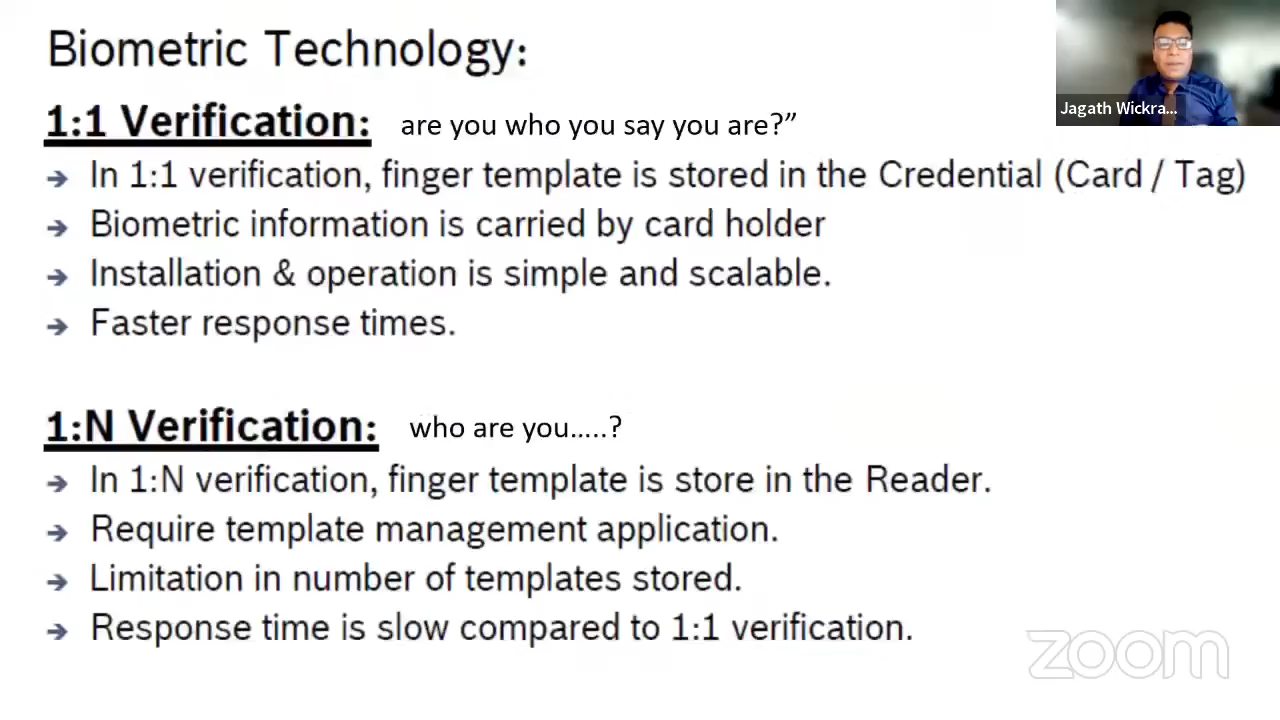 Biometric Technology:
Jagath Wickra...
1:1 Verification: are you who you say you are?”
→ In 1:1 verification, finger template is stored in the Credential (Card / Tag)
→ Biometric information is carried by card holder
→ Installation & operation is simple and scalable.
→ Faster response times.
1:N Verification: who are you.....?
→ In 1:N verification, finger template is store in the Reader.
→ Require template management application.
→ Limitation in number of templates stored.
→ Response time is slow compared to 1:1 verification.
zoom